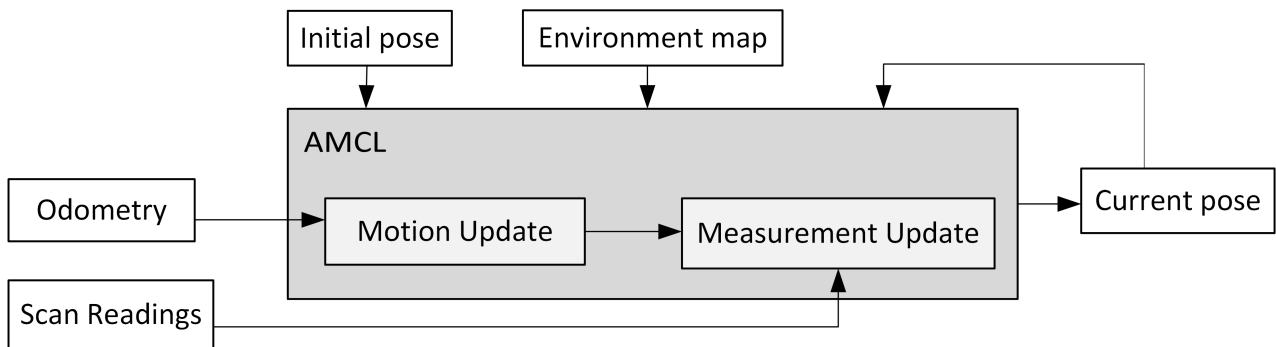 Initial pose
Environment map
AMCL
Odometry
Motion Update
Measurement Update
Current pose
Scan Readings